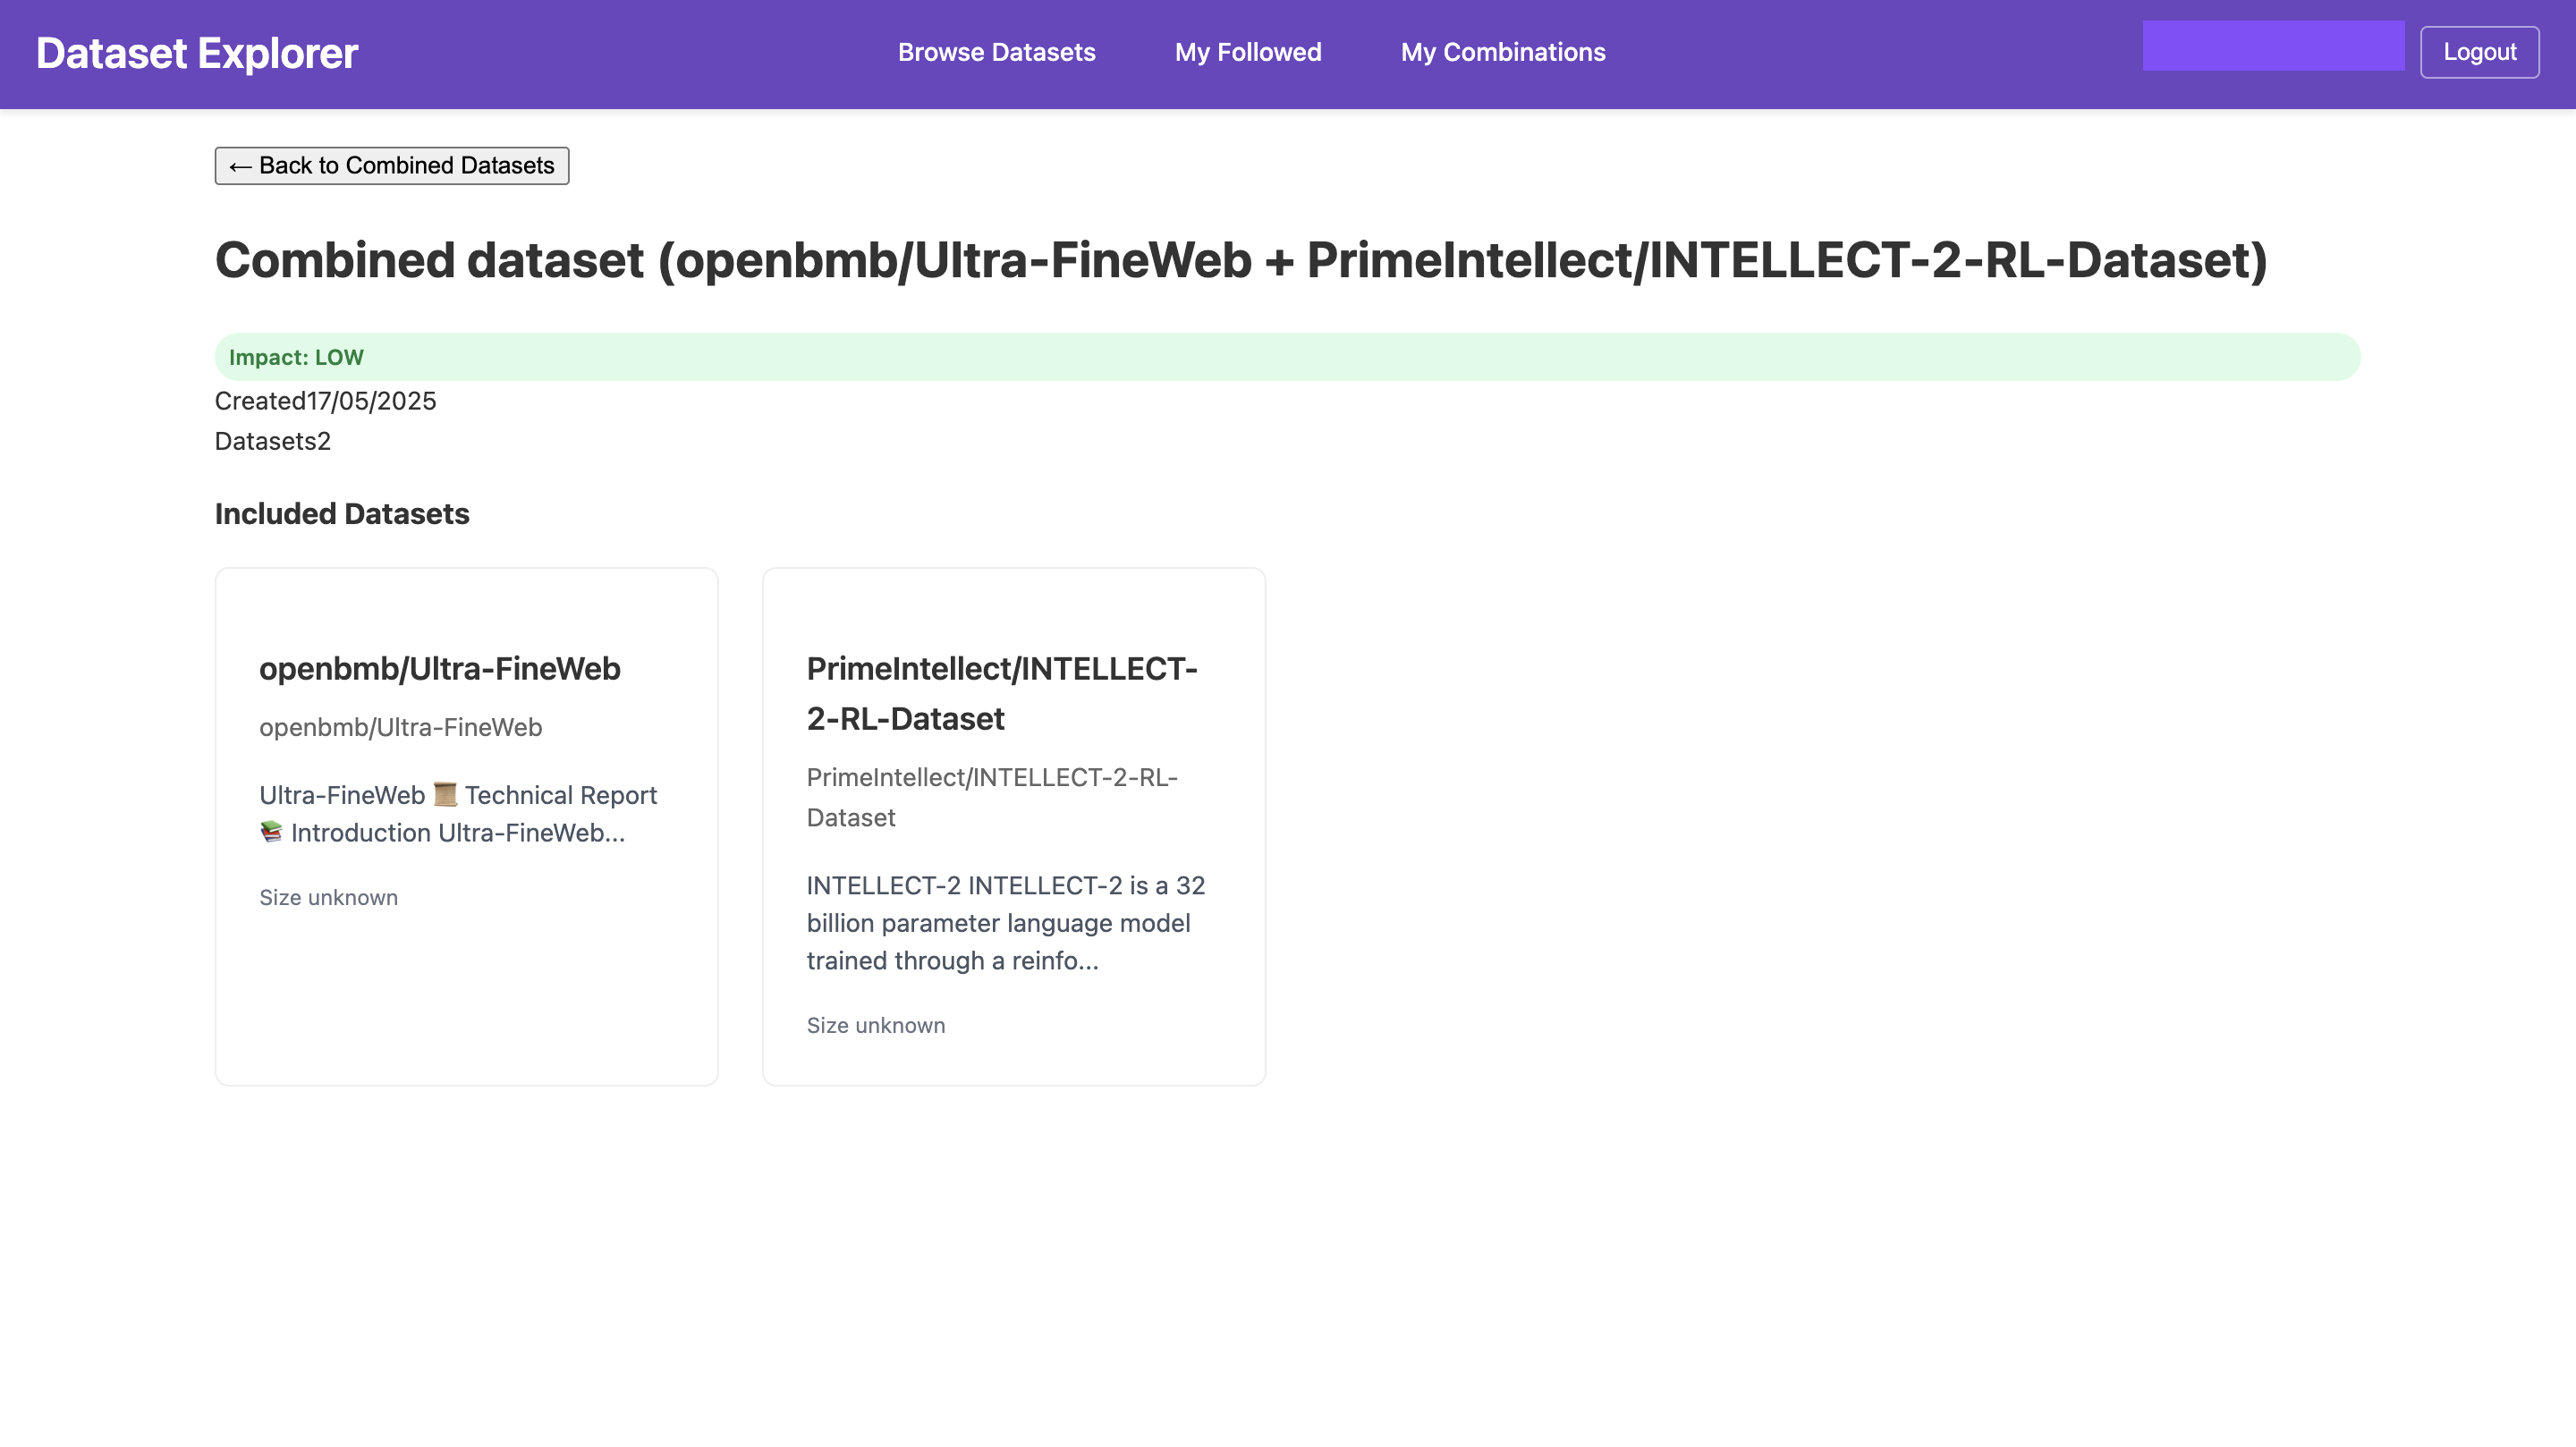 Dataset Explorer
Browse Datasets
My Followed
My Combinations
Logout
← Back to Combined Datasets
Combined dataset (openbmb/Ultra-FineWeb + PrimeIntellect/INTELLECT-2-RL-Dataset)
Impact: LOW
Created17/05/2025
Datasets2
Included Datasets
openbmb/Ultra-FineWeb
openbmb/Ultra-FineWeb
Ultra-FineWeb 📜 Technical Report
📚 Introduction Ultra-FineWeb...
Size unknown
PrimeIntellect/INTELLECT-
2-RL-Dataset
PrimeIntellect/INTELLECT-2-RL-
Dataset
INTELLECT-2 INTELLECT-2 is a 32
billion parameter language model
trained through a reinfo...
Size unknown